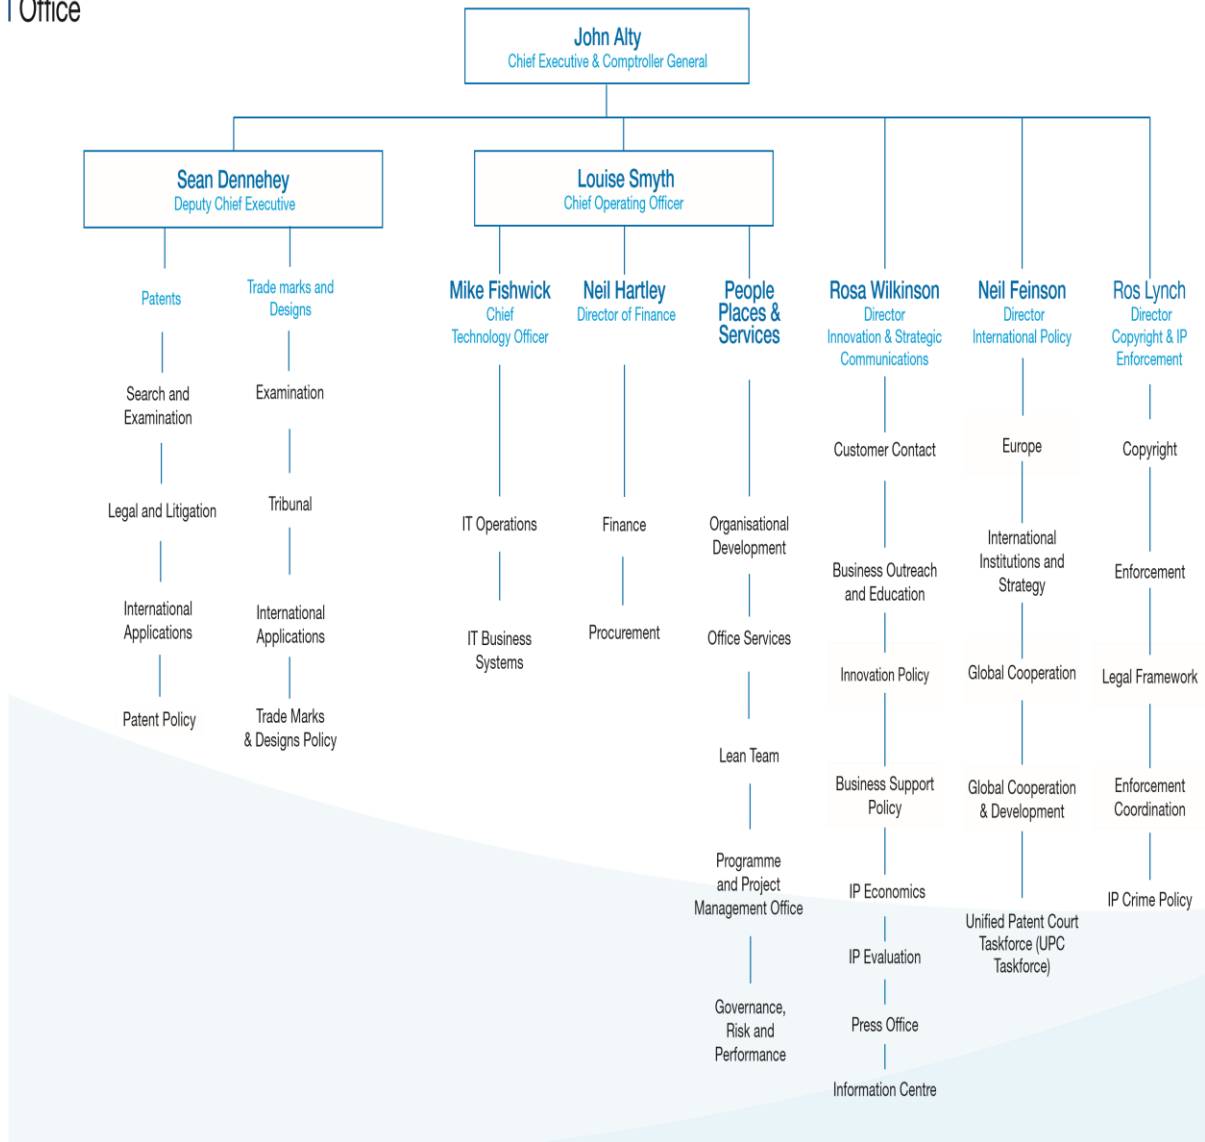 Office
John Alty
Chief Executive & Comptroller General
Sean Dennehey
Deputy Chief Executive
Louise Smyth
Chief Operating Officer
Patents
Search and
Examination
Legal and Litigation
International
Applications
Patent Policy
Trade marks and
Designs
Examination
Tribunal
International
Applications
Trade Marks
& Designs Policy
Mike Fishwick
Chief
Technology Officer
IT Operations
IT Business
Systems
Neil Hartley
Director of Finance
Finance
Procurement
People
Places &
Services
Organisational
Development
Office Services
Lean Team
Programme
and Project
Management Office
Governance,
Risk and
Performance
Rosa Wilkinson
Director
Innovation & Strategic
Communications
Customer Contact
Business Outreach
and Education
Innovation Policy
Business Support
Policy
IP Economics
IP Evaluation
Press Office
Information Centre
Neil Feinson
Director
International Policy
Europe
International
Institutions and
Strategy
Global Cooperation
Global Cooperation
& Development
Unified Patent Court
Taskforce (UPC
Taskforce)
Ros Lynch
Director
Copyright & IP
Enforcement
Copyright
Enforcement
Legal Framework
Enforcement
Coordination
IP Crime Policy